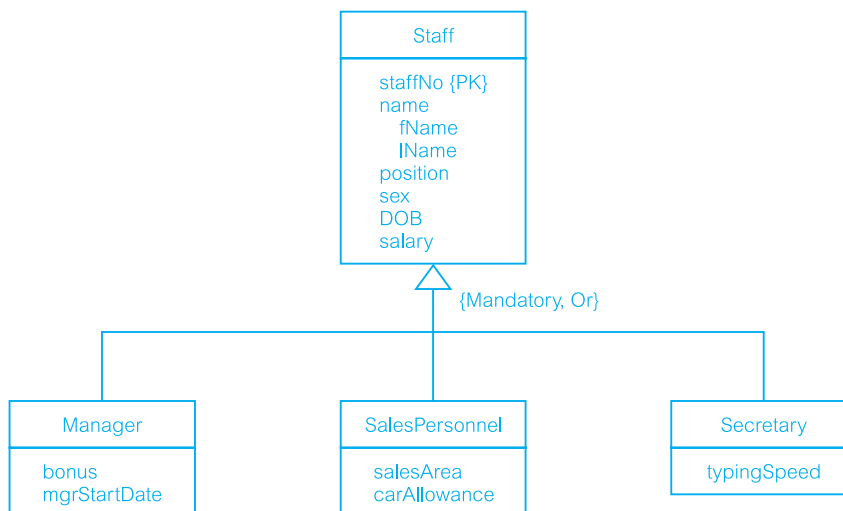 Staff
staffNo {PK}
name
fName
lName
position
sex
DOB
salary
{Mandatory, Or}
Manager
bonus
mgrStartDate
SalesPersonnel
salesArea
carAllowance
Secretary
typingSpeed